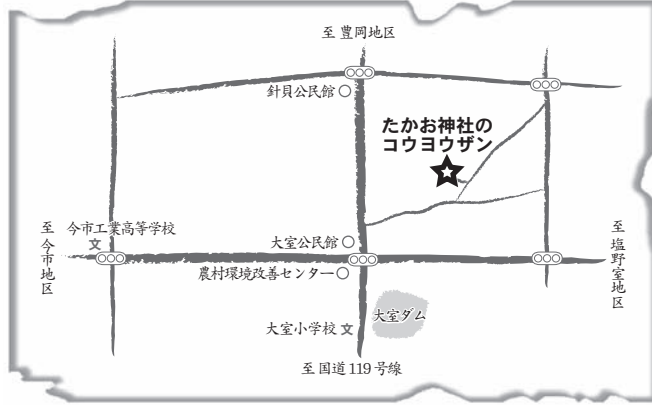 至 豊岡地区
針貝公民館
たかお神社の
コウヨウザン
至 今市地区
今市工業高等学校
文
大室公民館
至 塩野室地区
農村環境改善センター
大室小学校 文
大室ダム
至 国道119号線